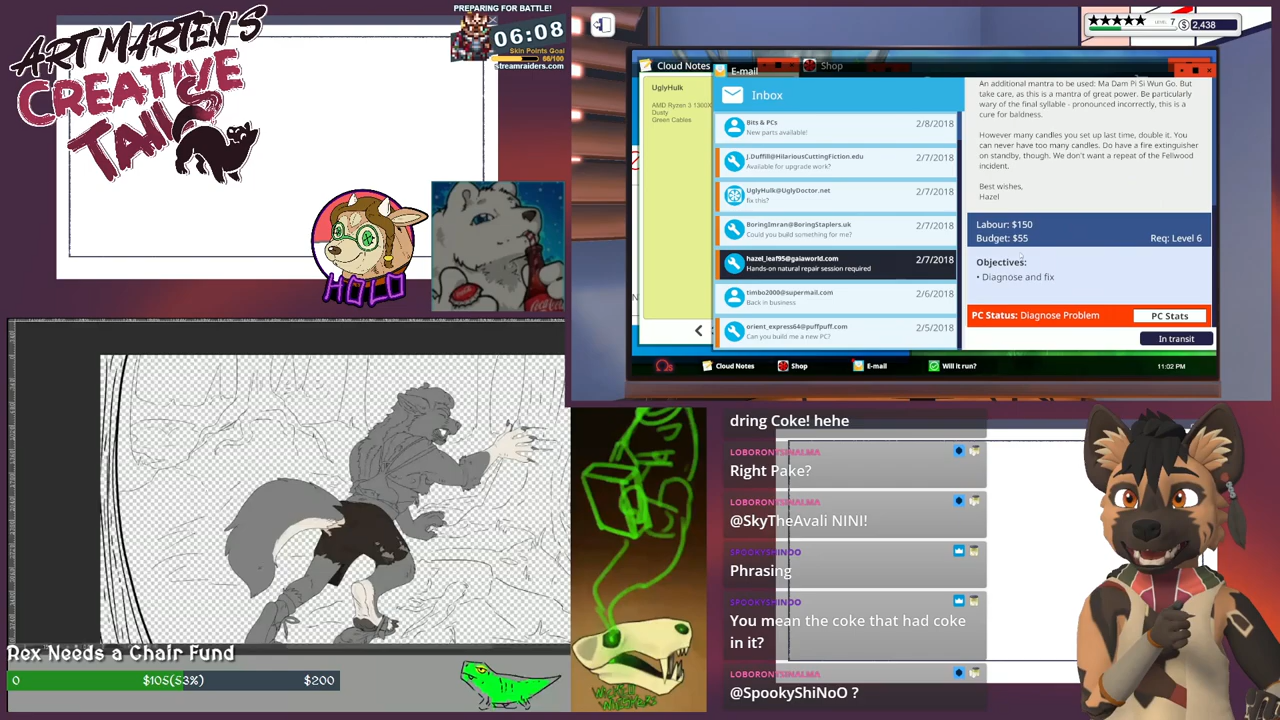 ART MARTEN'S
CREATIVE
TAILS
HOLO
PREPARING FOR BATTLE!
06:08
Skin Points Goal
66/100
streamraiders.com
LEVEL 7
$ 2,438
Cloud Notes
E-mail
Shop
UglyHulk
Dusty
Green Cables
Inbox
Bits & PCs
2/8/2018
New parts available!
J.Duffill@HilariousCuttingFiction.edu
2/7/2018
Available for upgrade work?
UglyHulk@UglyDoctor.net
2/7/2018
fix this?
BoringImran@BoringStaplers.uk
2/7/2018
Could you build something for me?
hazel_leaf95@gaiaworld.com
2/7/2018
Hands-on natural repair session required
timbo2000@supermail.com
2/6/2018
Back in business
orient_express64@puffpuff.com
2/5/2018
Can you build me a new PC?
An additional mantra to be used: Ma Dam Pi Si Wun Go. But
take care, as this is a mantra of great power. Be particularly
wary of the final syllable - pronounced incorrectly, this is a
cure for baldness.
However many candles you set up last time, double it. You
can never have too many candles. Do have a fire extinguisher
on standby, though. We don't want a repeat of the Fellwood
incident.
Best wishes,
Hazel
Labour: $150
Budget: $55
Req: Level 6
Objectives:
• Diagnose and fix
PC Status: Diagnose Problem
PC Stats
In transit
Cloud Notes
Shop
E-mail
Will it run?
11:02 PM
dring Coke! hehe
Right Pake?
@SkyTheAvali NINI!
SPOOKYSHINOO
Phrasing
SPOOKYSHINOO
You mean the coke that had coke
in it?
@SpookyShiNoO ?
Rex Needs a Chair Fund
0
$105(53%)
$200